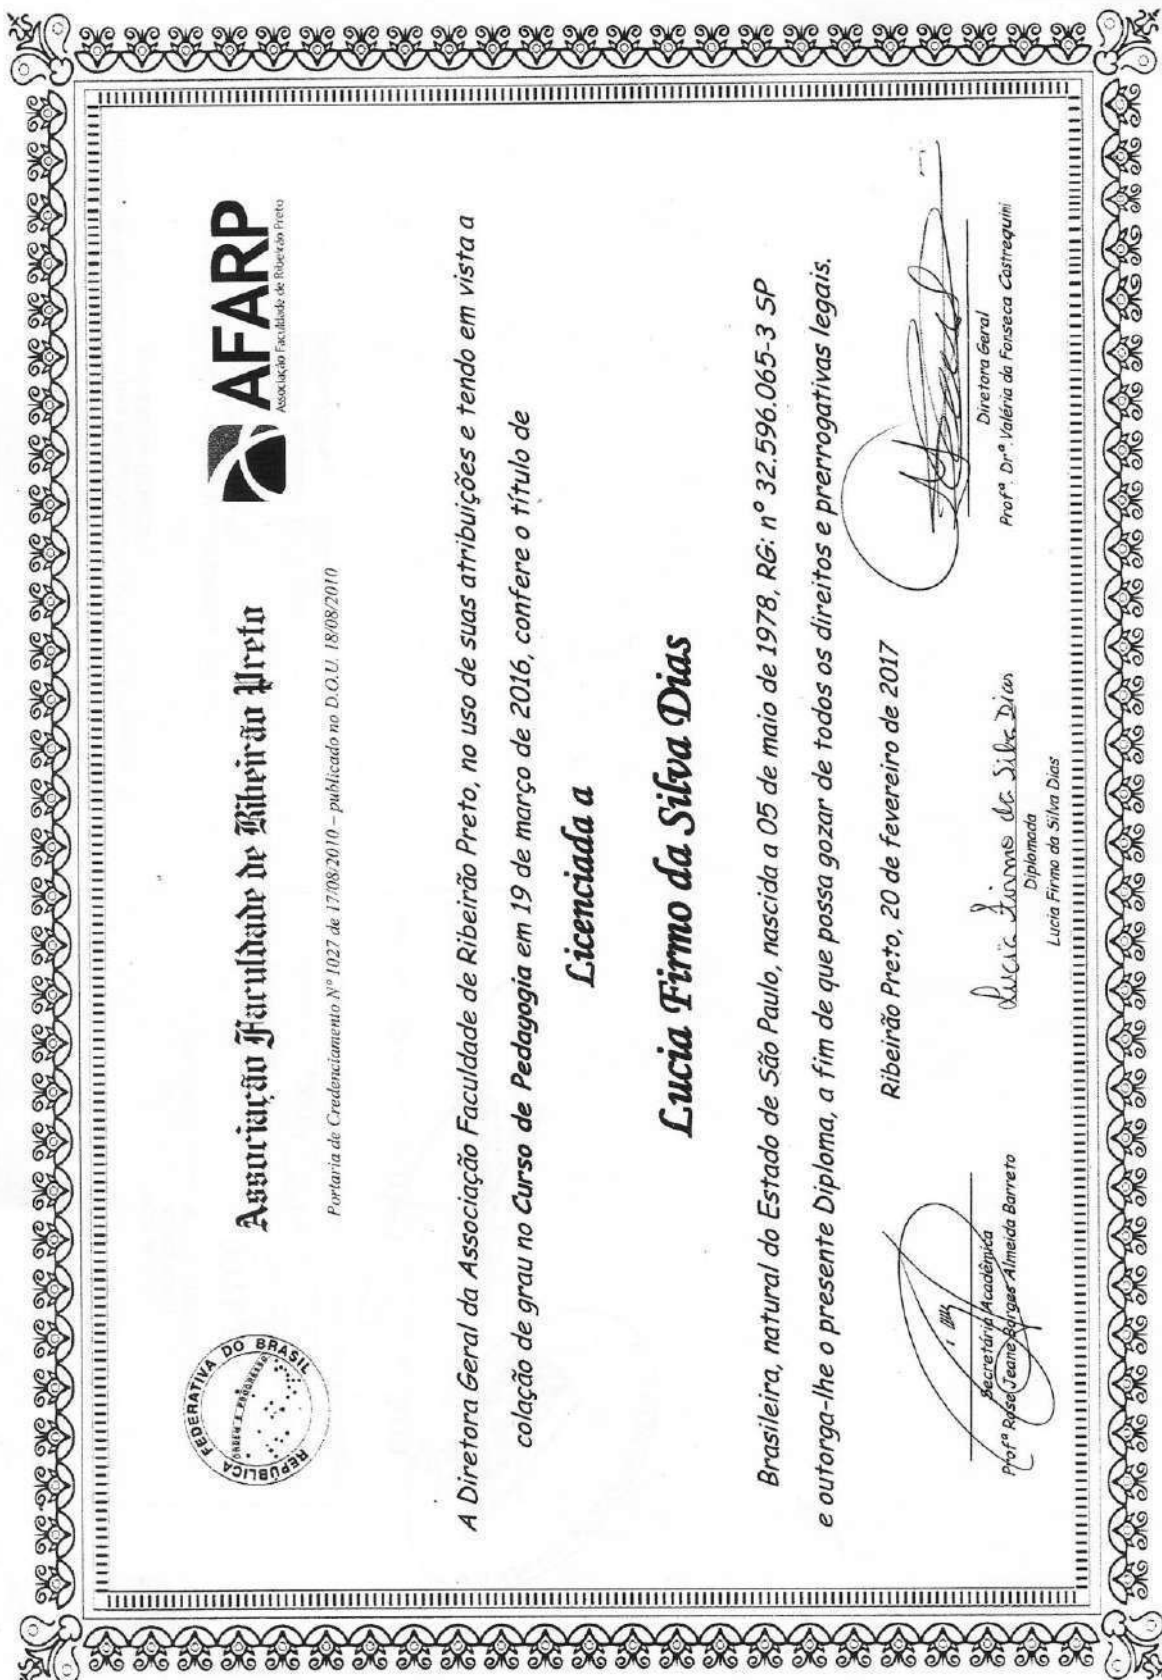 REPÚBLICA FEDERATIVA DO BRASIL
ORDEM E PROGRESSO
Associação Faculdade de Ribeirão Preto
AFARP
Associação Faculdade de Ribeirão Preto
Portaria de Credenciamento Nº 1027 de 17/08/2010 – publicado no D.O.U. 18/08/2010
A Diretora Geral da Associação Faculdade de Ribeirão Preto, no uso de suas atribuições e tendo em vista a
colação de grau no Curso de Pedagogia em 19 de março de 2016, confere o título de
Licenciada a
Lucia Firmo da Silva Dias
Brasileira, natural do Estado de São Paulo, nascida a 05 de maio de 1978, RG: nº 32.596.065-3 SP
e outorga-lhe o presente Diploma, a fim de que possa gozar de todos os direitos e prerrogativas legais.
Ribeirão Preto, 20 de fevereiro de 2017
Secretária Acadêmica
Profª Rose Jeane Borges Almeida Barreto
Lucia Firmo da Silva Dias
Diplomada
Lucia Firmo da Silva Dias
Diretora Geral
Profª. Drª. Valéria da Fonseca Castrequini